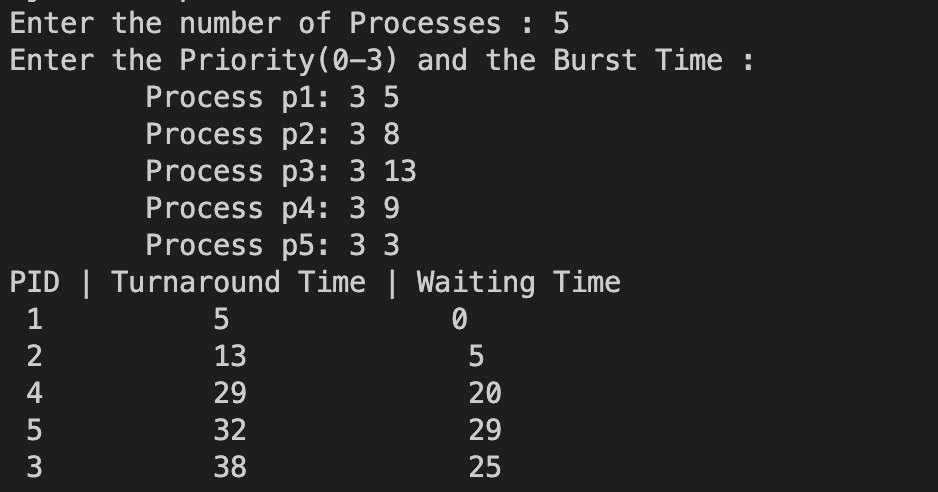 Enter the number of Processes : 5
Enter the Priority(0-3) and the Burst Time :
Process p1: 3 5
Process p2: 3 8
Process p3: 3 13
Process p4: 3 9
Process p5: 3 3
PID | Turnaround Time | Waiting Time
1 5 0
2 13 5
4 29 20
5 32 29
3 38 25